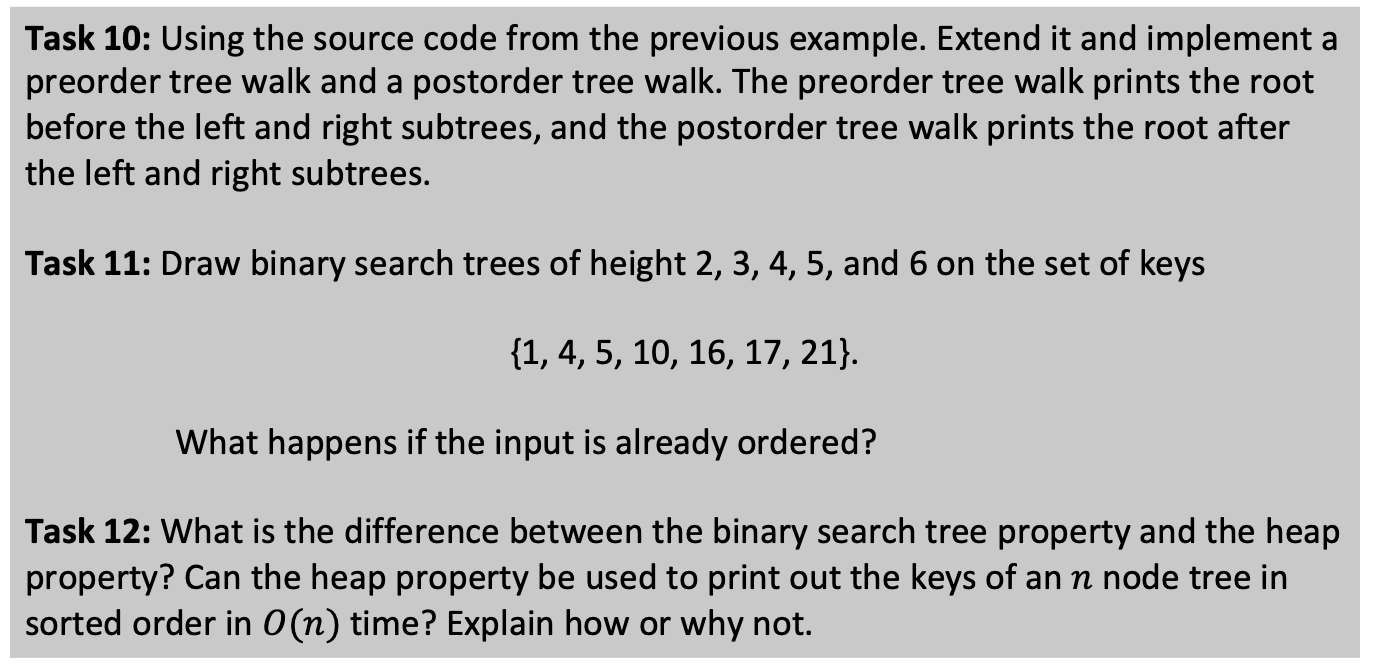 Task 10: Using the source code from the previous example. Extend it and implement a
preorder tree walk and a postorder tree walk. The preorder tree walk prints the root
before the left and right subtrees, and the postorder tree walk prints the root after
the left and right subtrees.
Task 11: Draw binary search trees of height 2, 3, 4, 5, and 6 on the set of keys
{1, 4, 5, 10, 16, 17, 21}.
What happens if the input is already ordered?
Task 12: What is the difference between the binary search tree property and the heap
property? Can the heap property be used to print out the keys of an n node tree in
sorted order in O(n) time? Explain how or why not.